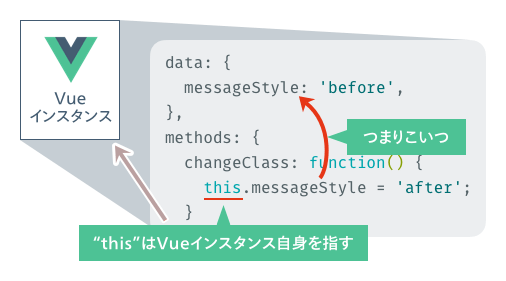 Vue
インスタンス
data: {
messageStyle: 'before',
},
methods: {
changeClass: function() {
this.messageStyle = 'after';
}
つまりこいつ
“this”はVueインスタンス自身を指す